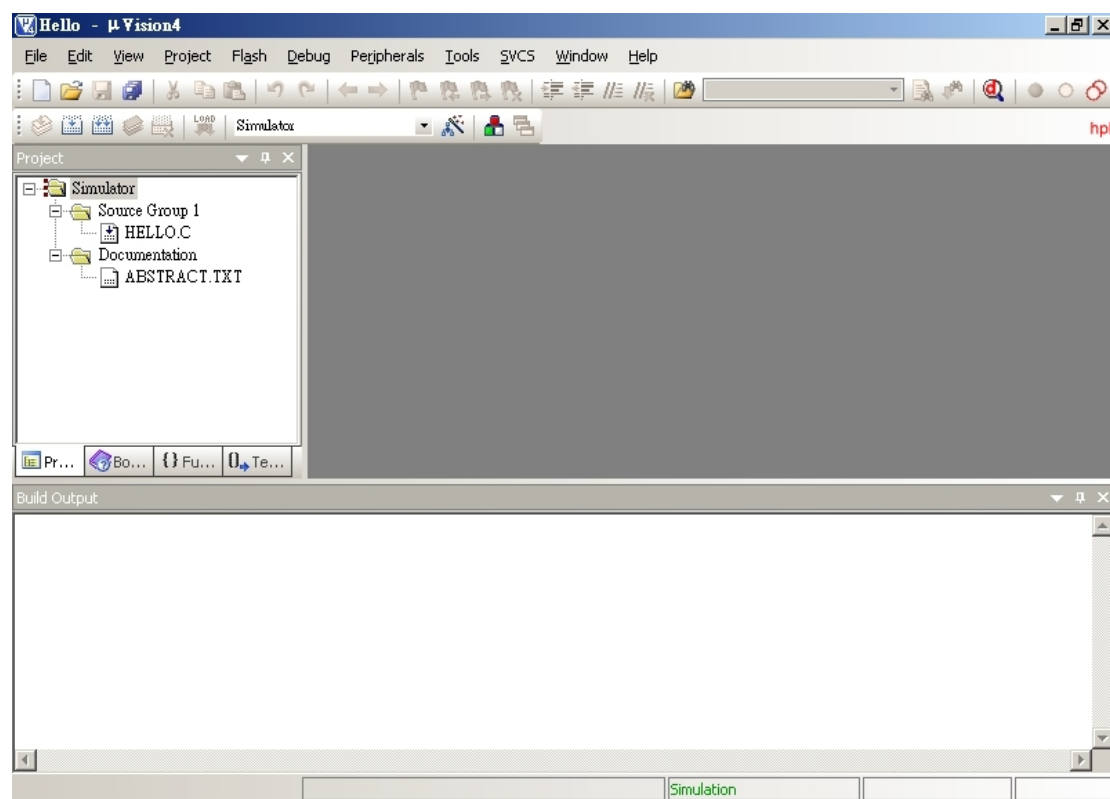 Hello - µVision4
File Edit View Project Flash Debug Peripherals Tools SVCS Window Help
LOAD Simulator
Project
Simulator
Source Group 1
HELLO.C
Documentation
ABSTRACT.TXT
Pr... Bo... {} Fu... Te...
Build Output
Simulation